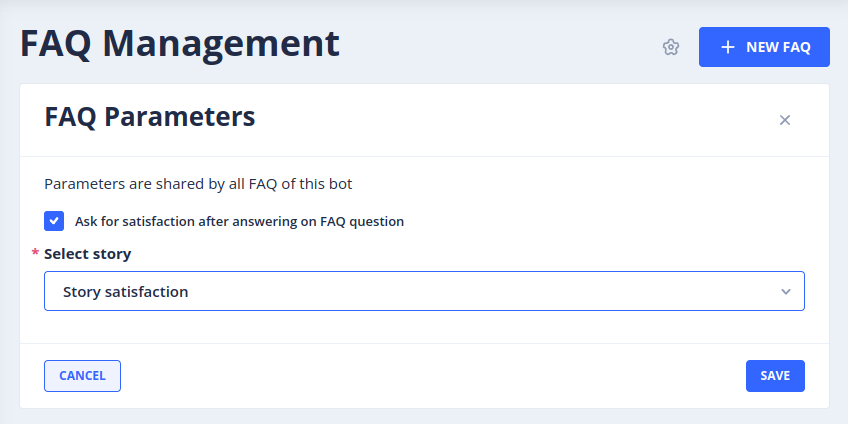 FAQ Management
NEW FAQ
FAQ Parameters
Parameters are shared by all FAQ of this bot
Ask for satisfaction after answering on FAQ question
* Select story
Story satisfaction
CANCEL
SAVE